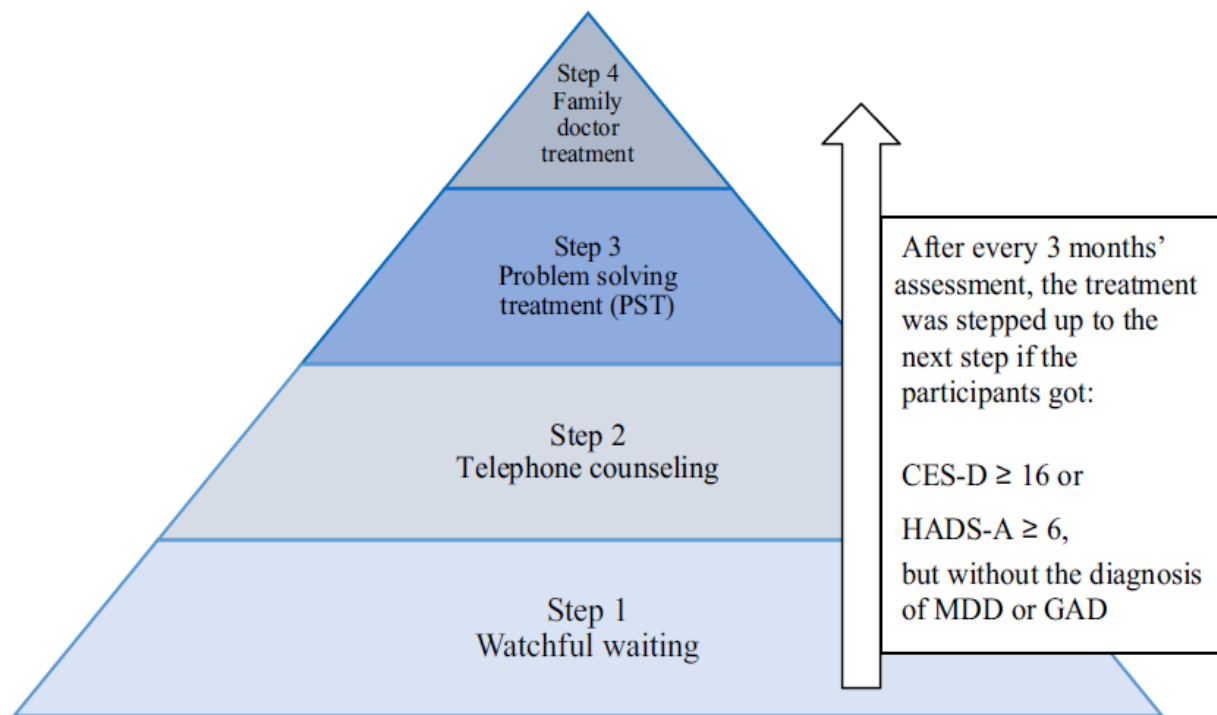 Step 4
Family
doctor
treatment
Step 3
Problem solving
treatment (PST)
Step 2
Telephone counseling
Step 1
Watchful waiting
After every 3 months’
assessment, the treatment
was stepped up to the
next step if the
participants got:
CES-D ≥ 16 or
HADS-A ≥ 6,
but without the diagnosis
of MDD or GAD